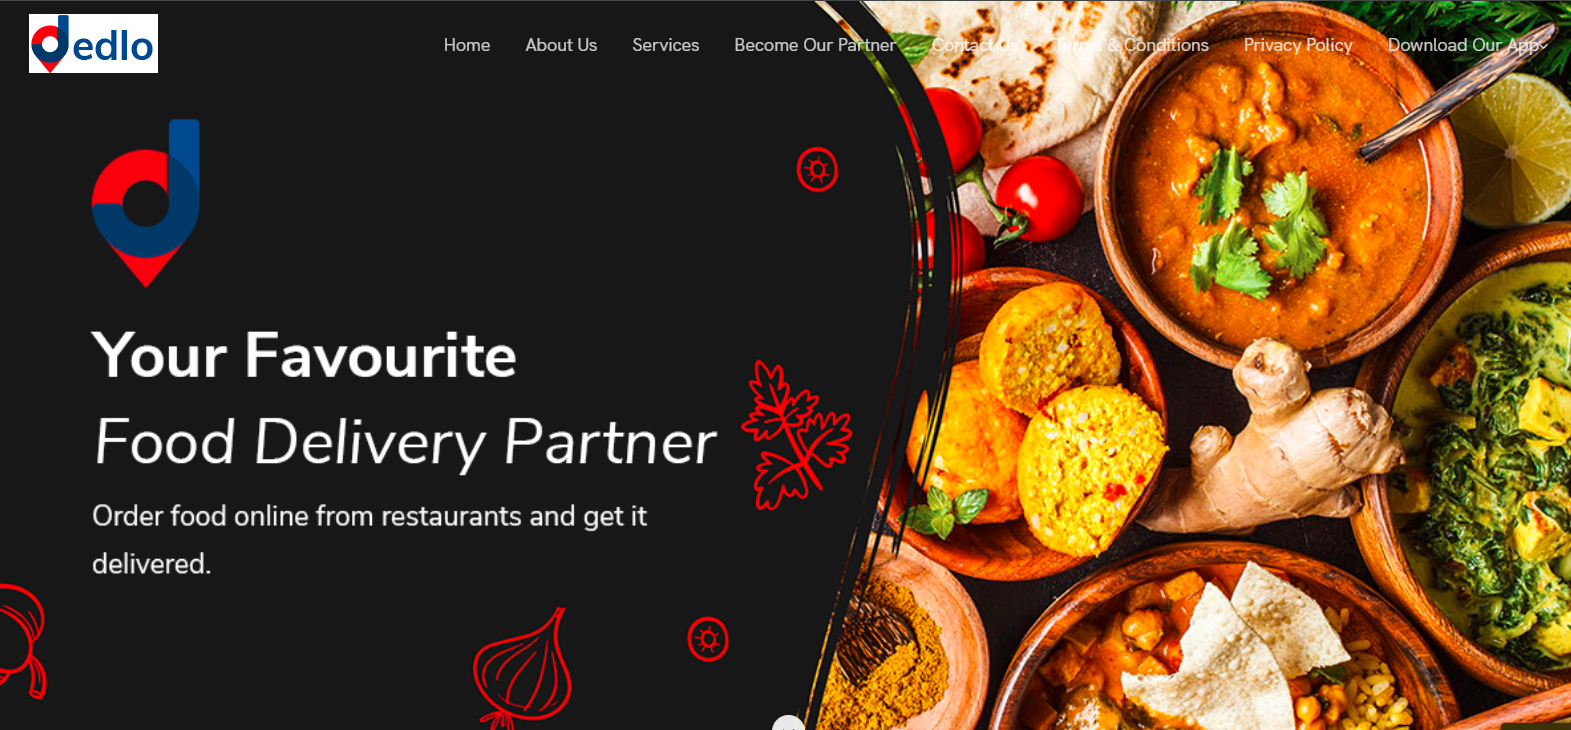 dedlo
Home About Us Services Become Our Partner Contact Us Terms & Conditions Privacy Policy Download Our App
Your Favourite
Food Delivery Partner
Order food online from restaurants and get it
delivered.